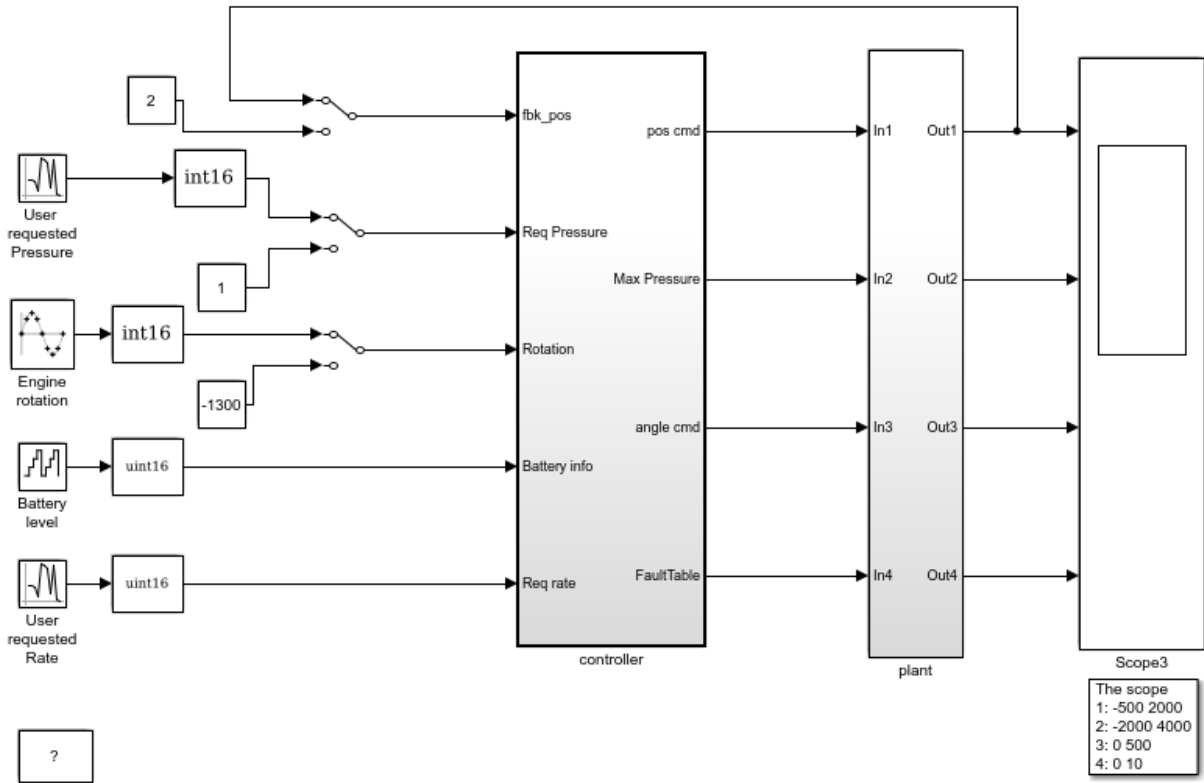 2
fbk_pos
pos cmd
In1
Out1
int16
User
requested
Pressure
Req Pressure
1
Max Pressure
In2
Out2
int16
Engine
rotation
Rotation
-1300
angle cmd
In3
Out3
Battery
level
uint16
Battery info
User
requested
Rate
uint16
Req rate
FaultTable
In4
Out4
controller
plant
Scope3
The scope
1: -500 2000
2: -2000 4000
3: 0 500
4: 0 10
?